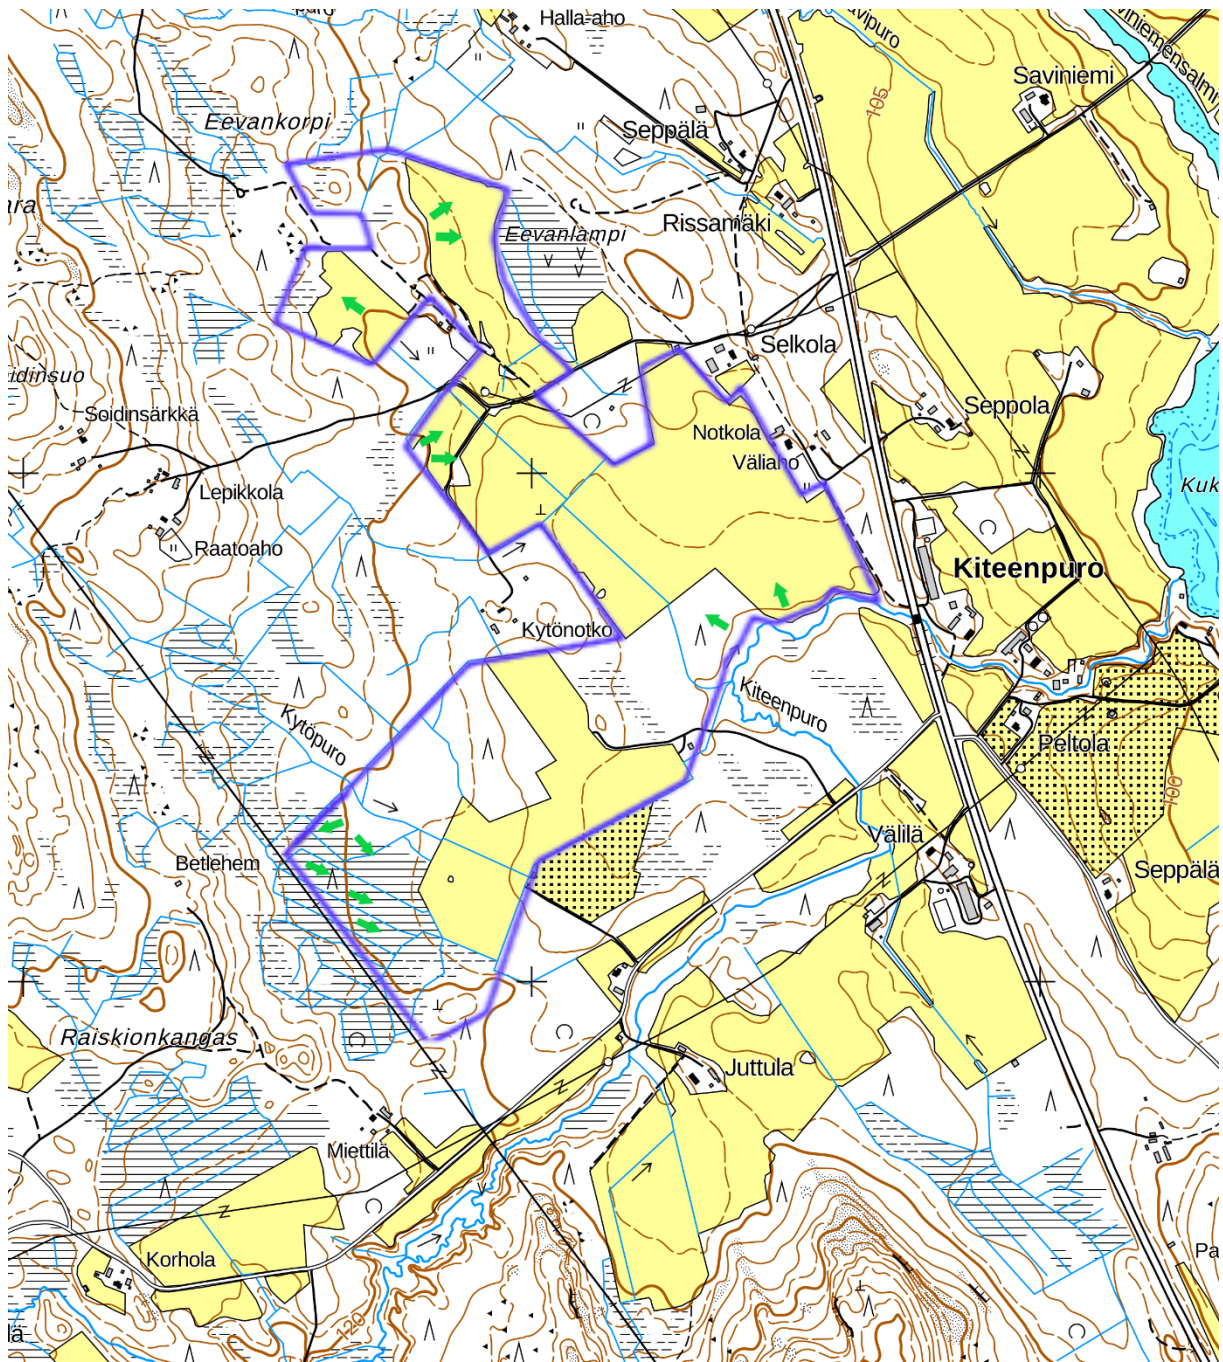 Halla-aho
Saviniemi
Eevankorpi
Seppälä
105
Rissamäki
Eevanlampi
Selkola
Soidinsärkkä
Seppola
Notkola
Väliaho
Lepikkola
Raatoaho
Kiteenpuro
Kytönotko
Kiteenpuro
Kytöpuro
Peltola
100
Välilä
Betlehem
Seppälä
Raiskionkangas
Juttula
Miettilä
Korhola
120